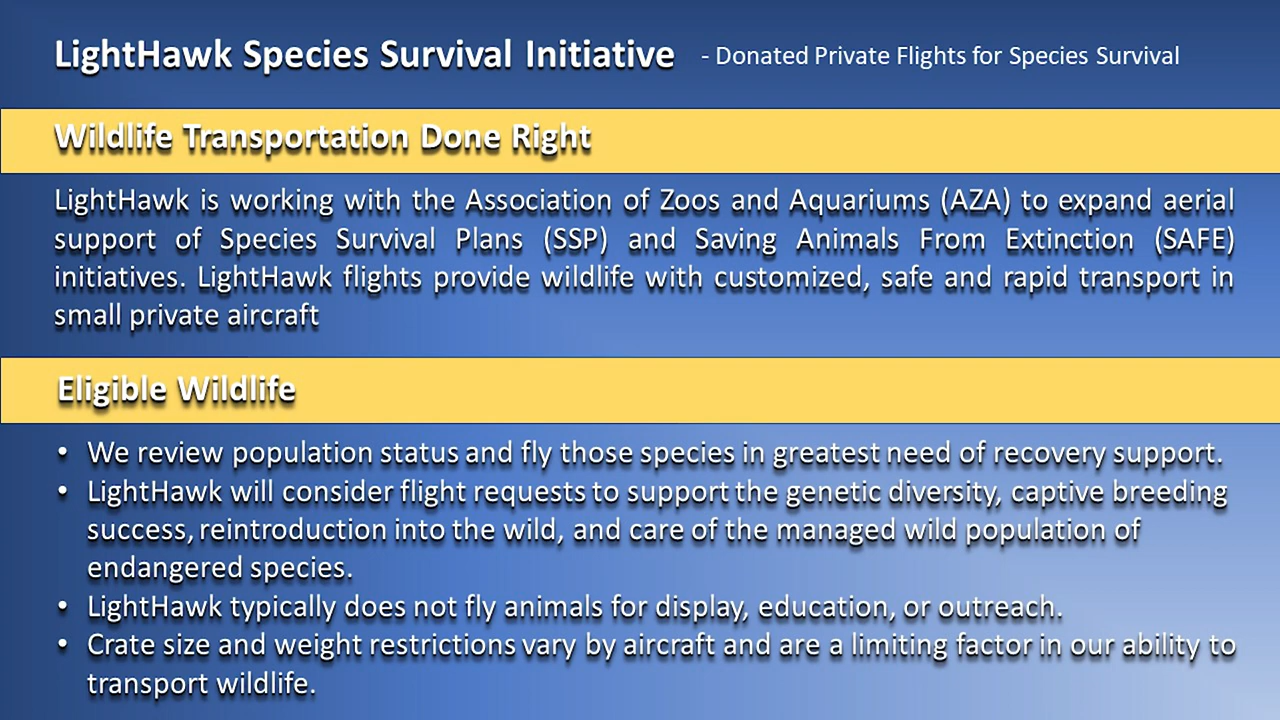 LightHawk Species Survival Initiative - Donated Private Flights for Species Survival
Wildlife Transportation Done Right
LightHawk is working with the Association of Zoos and Aquariums (AZA) to expand aerial
support of Species Survival Plans (SSP) and Saving Animals From Extinction (SAFE)
initiatives. LightHawk flights provide wildlife with customized, safe and rapid transport in
small private aircraft
Eligible Wildlife
• We review population status and fly those species in greatest need of recovery support.
• LightHawk will consider flight requests to support the genetic diversity, captive breeding
success, reintroduction into the wild, and care of the managed wild population of
endangered species.
• LightHawk typically does not fly animals for display, education, or outreach.
• Crate size and weight restrictions vary by aircraft and are a limiting factor in our ability to
transport wildlife.